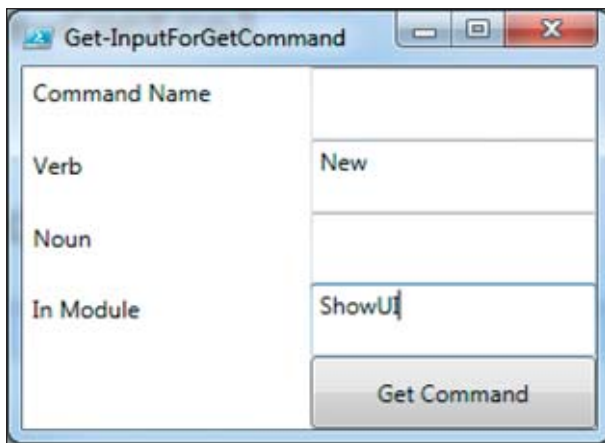 Get-InputForGetCommand
Command Name
Verb New
Noun
In Module ShowUI
Get Command